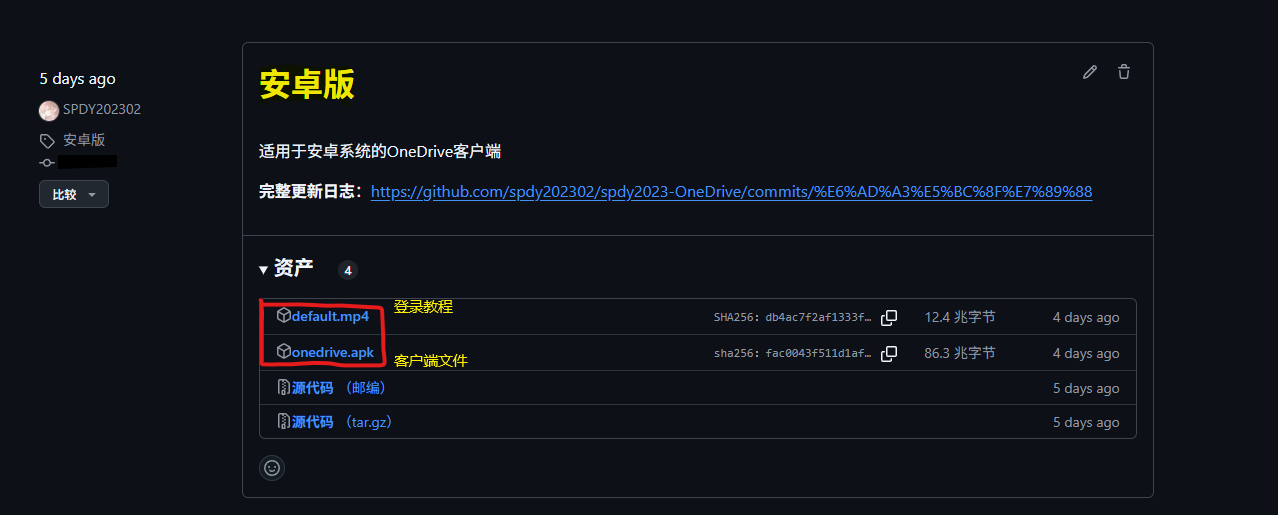 5 days ago
SPDY202302
安卓版
比较
安卓版
适用于安卓系统的OneDrive客户端
完整更新日志：https://github.com/spdy202302/spdy2023-OneDrive/commits/%E6%AD%A3%E5%BC%8F%E7%89%88
资产 4
default.mp4 登录教程 SHA256: db4ac7f2af1333f… 12.4 兆字节 4 days ago
onedrive.apk 客户端文件 sha256: fac0043f511d1af… 86.3 兆字节 4 days ago
源代码 （邮编） 5 days ago
源代码 （tar.gz） 5 days ago